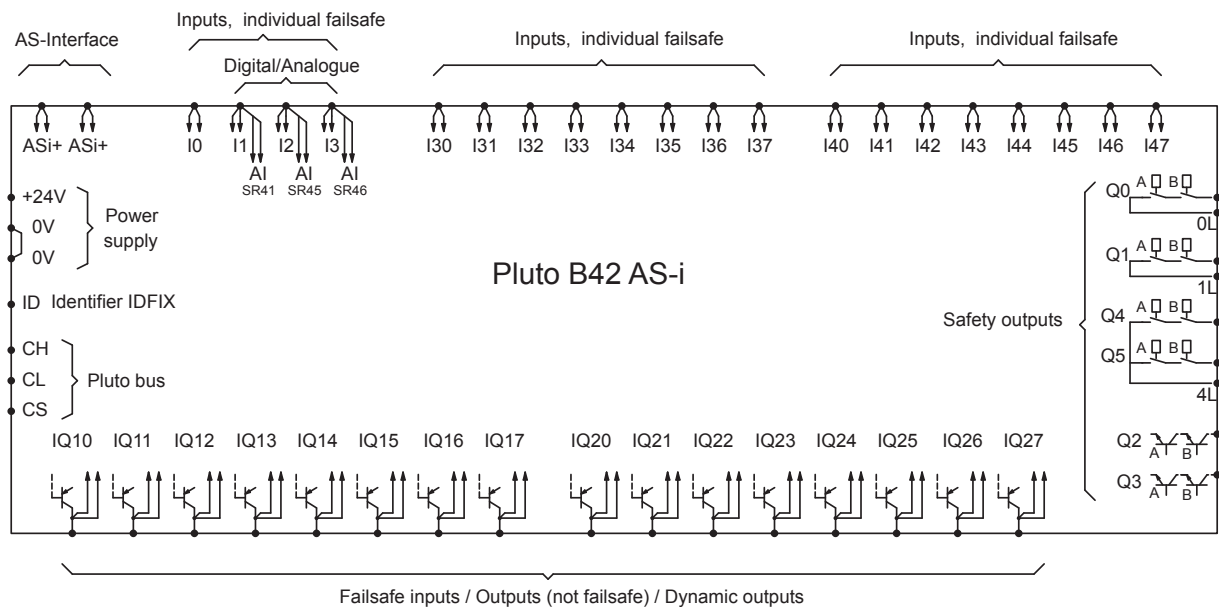 Inputs, individual failsafe
AS-Interface
Inputs, individual failsafe
Inputs, individual failsafe
Digital/Analogue
ASi+ ASi+ I0 I1 I2 I3 I30 I31 I32 I33 I34 I35 I36 I37 I40 I41 I42 I43 I44 I45 I46 I47
AI AI AI
SR41 SR45 SR46
+24V
0V
0V
Power
supply
ID Identifier IDFIX
CH
CL
CS
Pluto bus
Pluto B42 AS-i
Safety outputs
Q0 A B
0L
Q1 A B
1L
Q4 A B
Q5 A B
4L
Q2 A B
Q3 A B
IQ10 IQ11 IQ12 IQ13 IQ14 IQ15 IQ16 IQ17 IQ20 IQ21 IQ22 IQ23 IQ24 IQ25 IQ26 IQ27
Failsafe inputs / Outputs (not failsafe) / Dynamic outputs